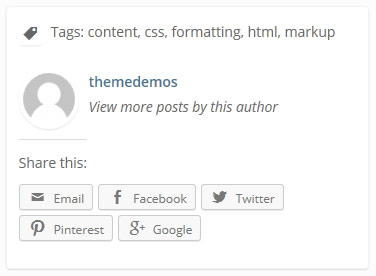 Tags: content, css, formatting, html, markup
themedemos
View more posts by this author
Share this:
Email Facebook Twitter
Pinterest Google